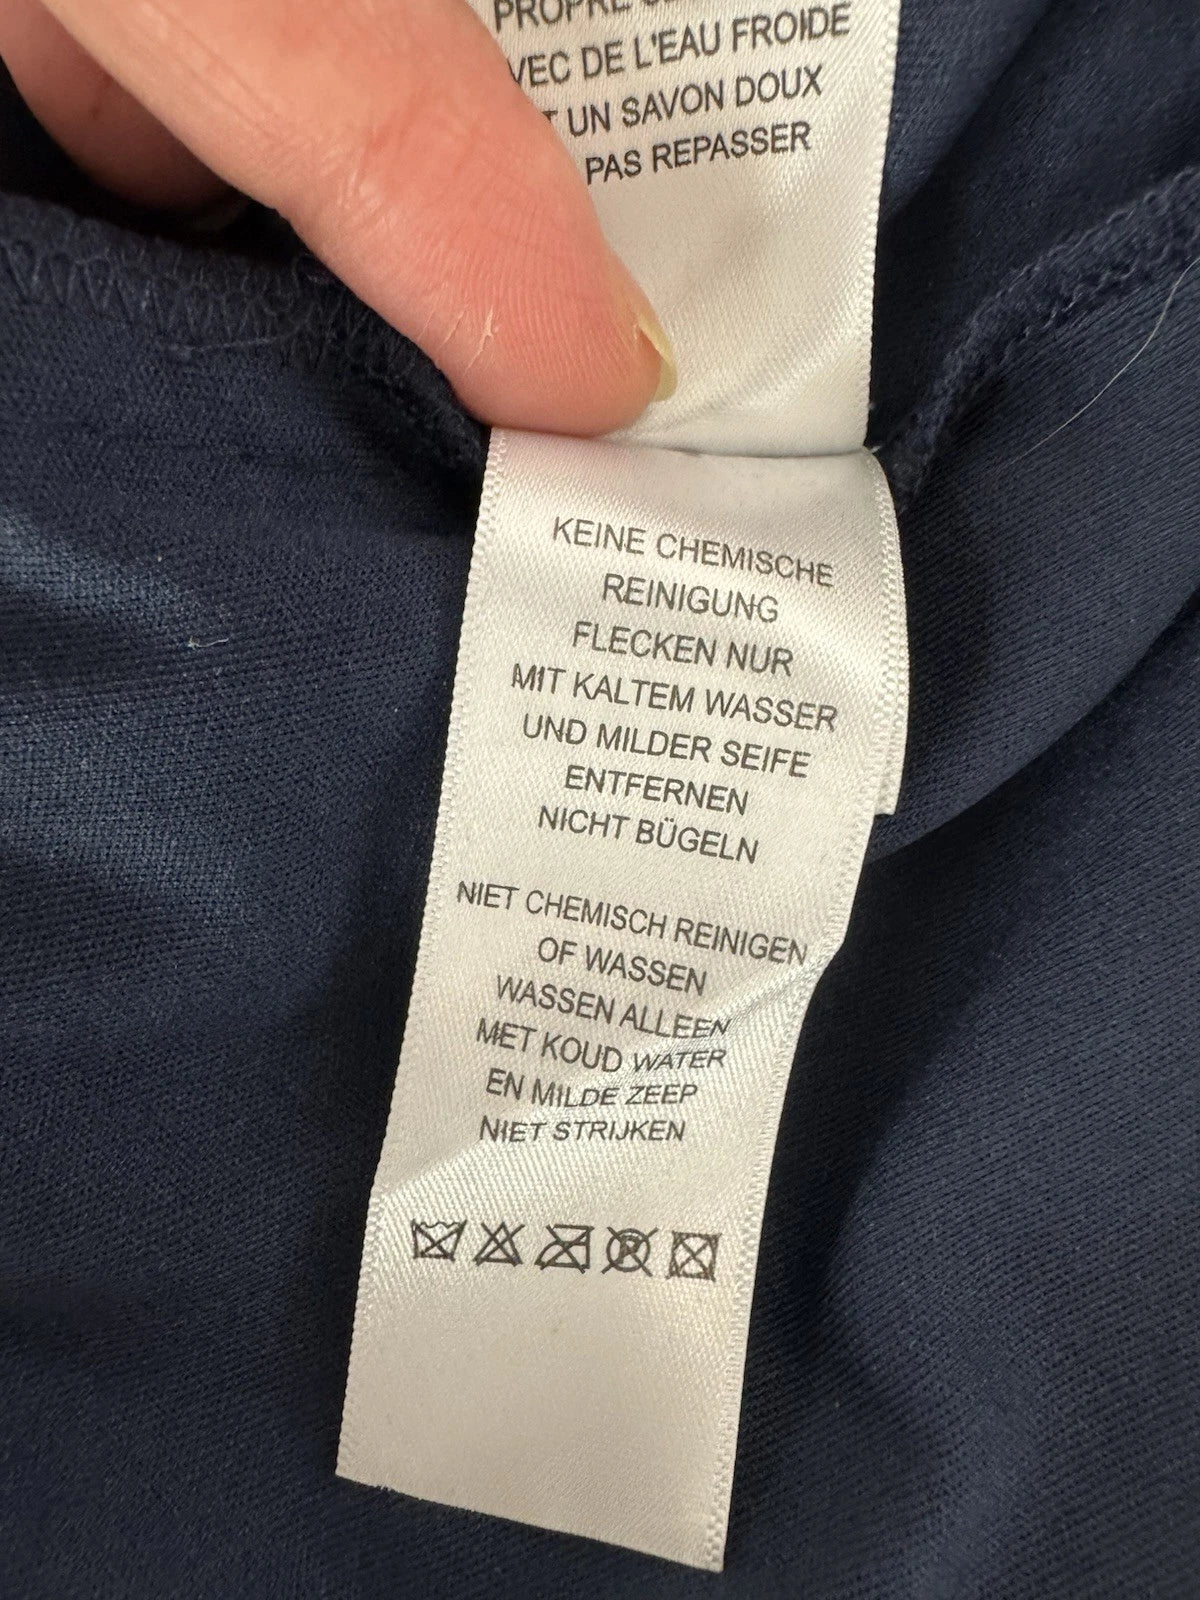 PROPRE
AVEC DE L'EAU FROIDE
UN SAVON DOUX
PAS REPASSER
KEINE CHEMISCHE
REINIGUNG
FLECKEN NUR
MIT KALTEM WASSER
UND MILDER SEIFE
ENTFERNEN
NICHT BÜGELN
NIET CHEMISCH REINIGEN
OF WASSEN
WASSEN ALLEEN
MET KOUD WATER
EN MILDE ZEEP
NIET STRIJKEN